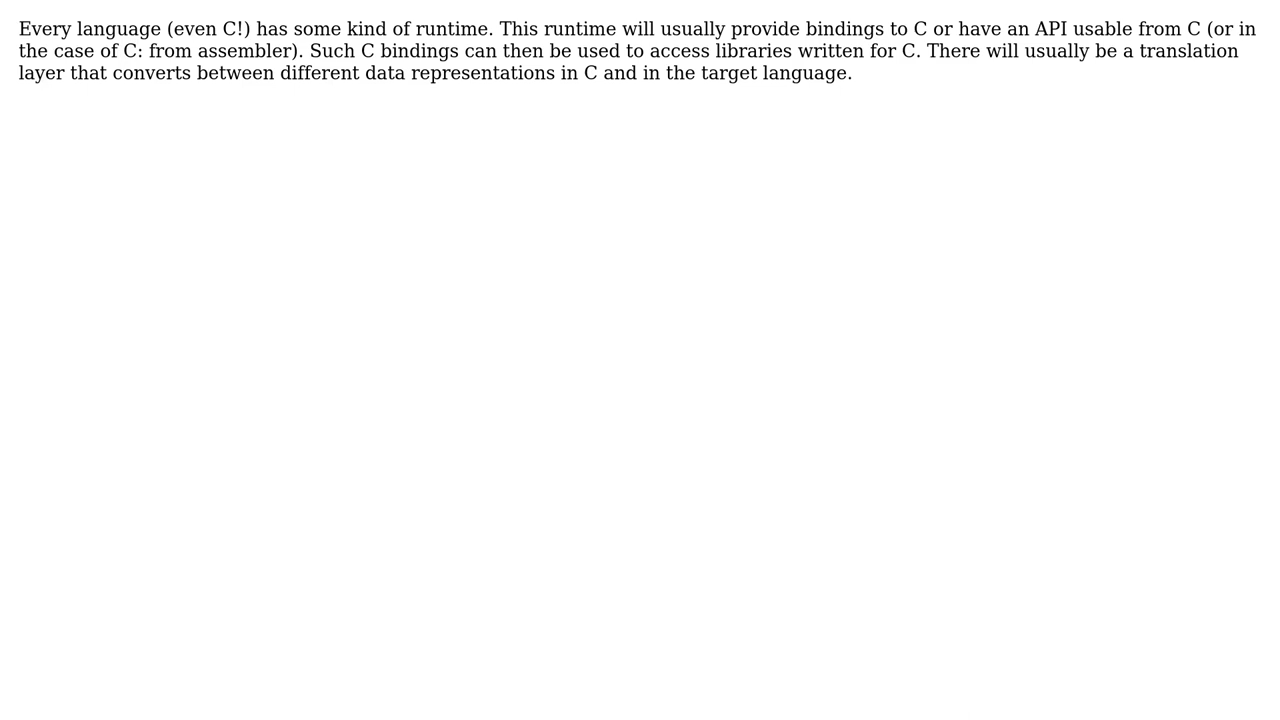 Every language (even C!) has some kind of runtime. This runtime will usually provide bindings to C or have an API usable from C (or in
the case of C: from assembler). Such C bindings can then be used to access libraries written for C. There will usually be a translation
layer that converts between different data representations in C and in the target language.